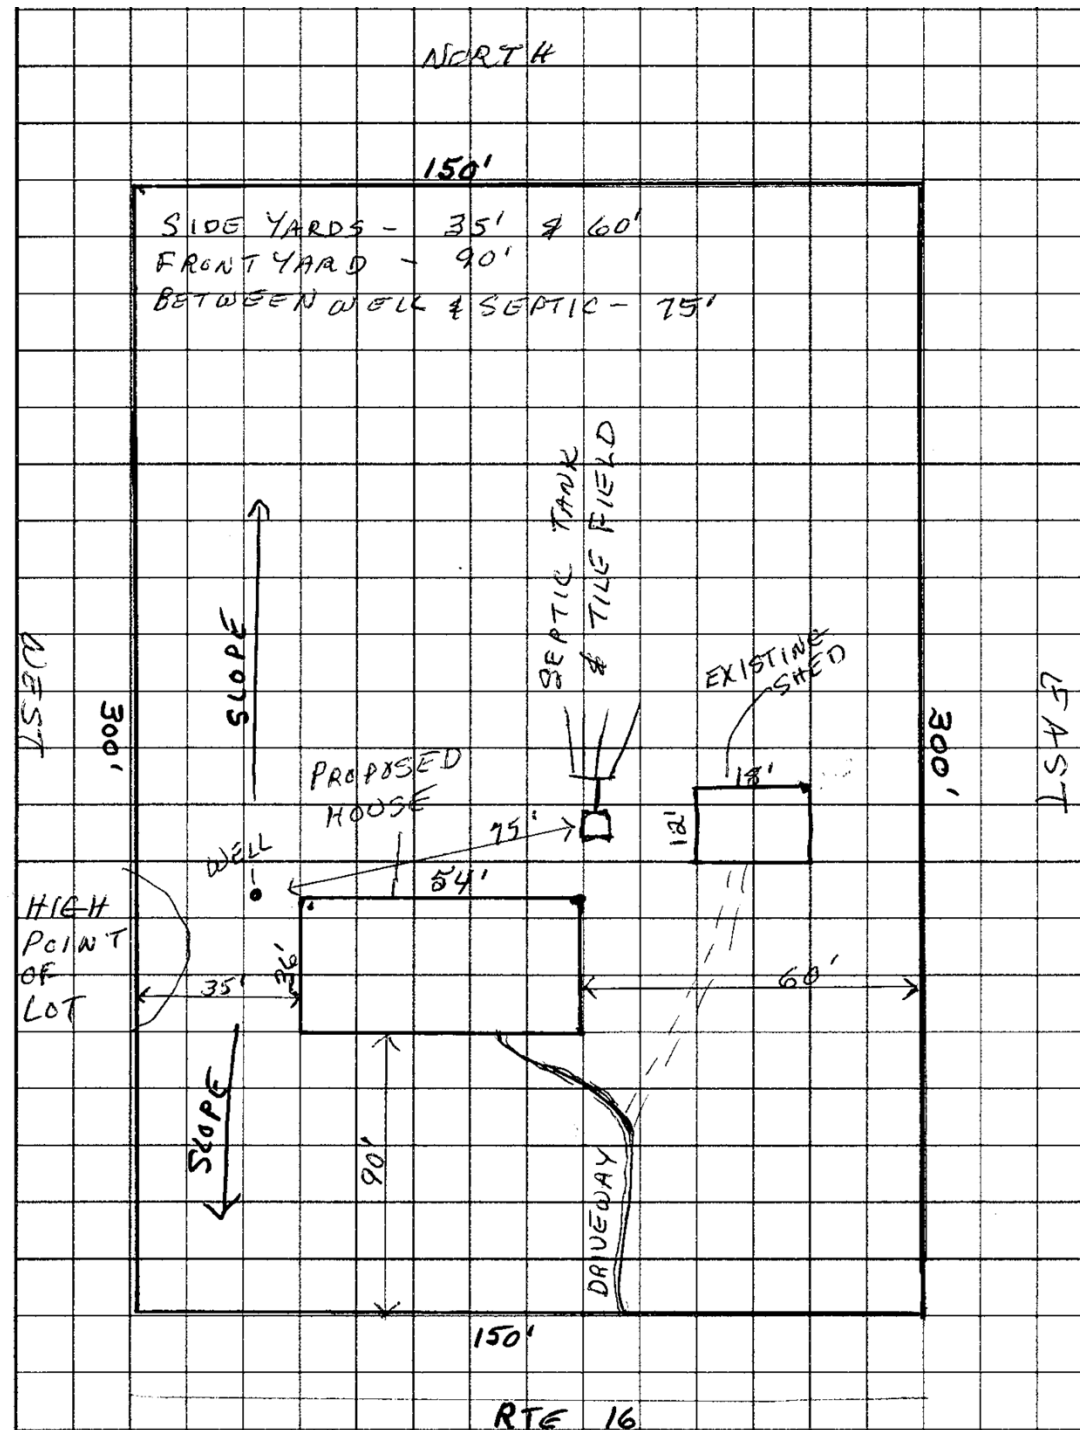 NORTH
150'
SIDE YARDS - 35' & 60'
FRONT YARD - 90'
BETWEEN WELL & SEPTIC - 75'
SEPTIC TANK
& TILE FIELD
EXISTING
SHED
WEST
SLOPE
300'
300'
EAST
PROPOSED
HOUSE
18'
12'
75'
WELL
54'
HIGH
POINT
OF
LOT
35'
36'
60'
SLOPE
90'
DRIVEWAY
150'
RTE 16